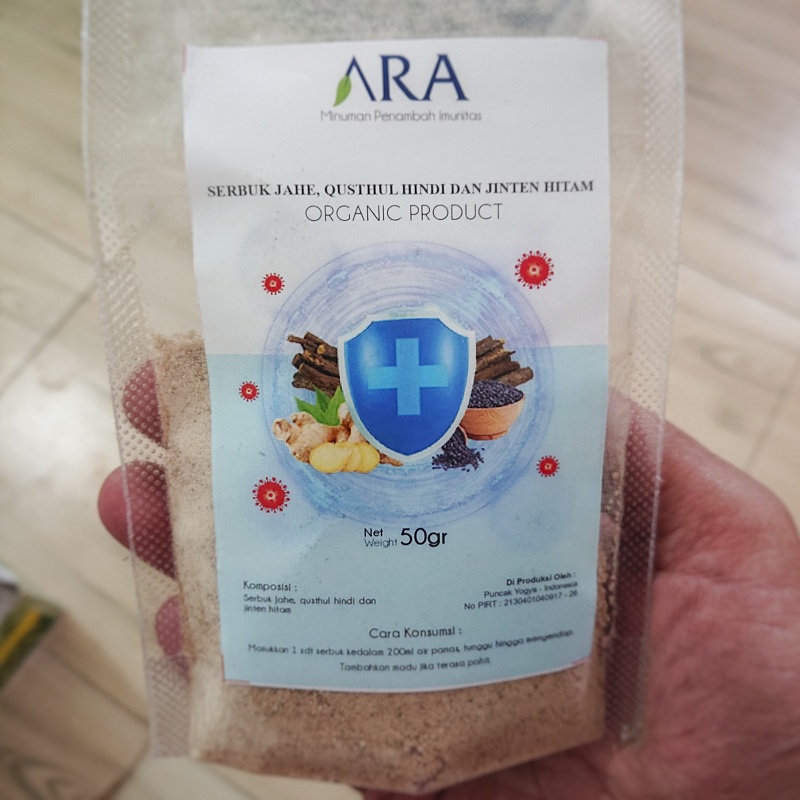 ARA
Minuman Penambah Imunitas
SERBUK JAHE, QUSTHUL HINDI DAN JINTEN HITAM
ORGANIC PRODUCT
Net
Weight 50gr
Komposisi :
Serbuk jahe, qusthul hindi dan
jinten hitam
Di Produksi Oleh :
Puncak Yogya - Indonesia
No PIRT : 2130401040917 - 26
Cara Konsumsi :
Masukkan 1 sdt serbuk kedalam 200ml air panas, tunggu hingga mengendan
Tambahkan madu jika terasa pahit.